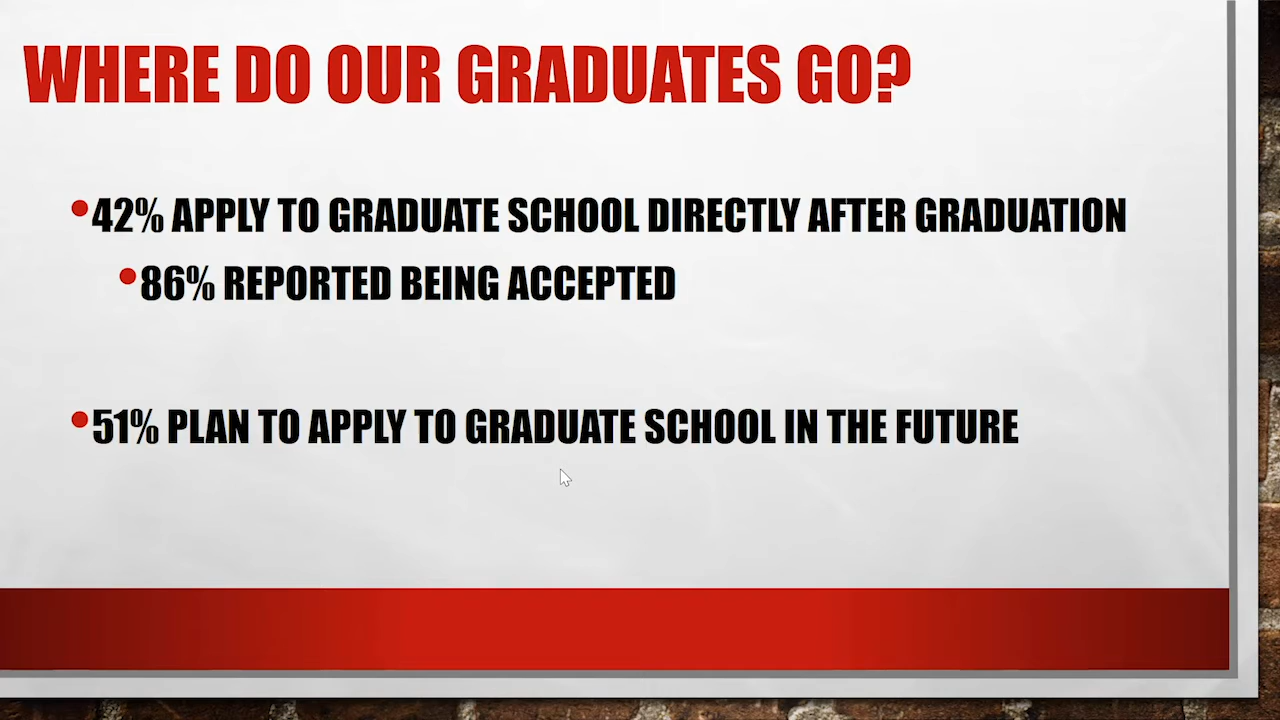 WHERE DO OUR GRADUATES GO?
•42% APPLY TO GRADUATE SCHOOL DIRECTLY AFTER GRADUATION
•86% REPORTED BEING ACCEPTED
•51% PLAN TO APPLY TO GRADUATE SCHOOL IN THE FUTURE